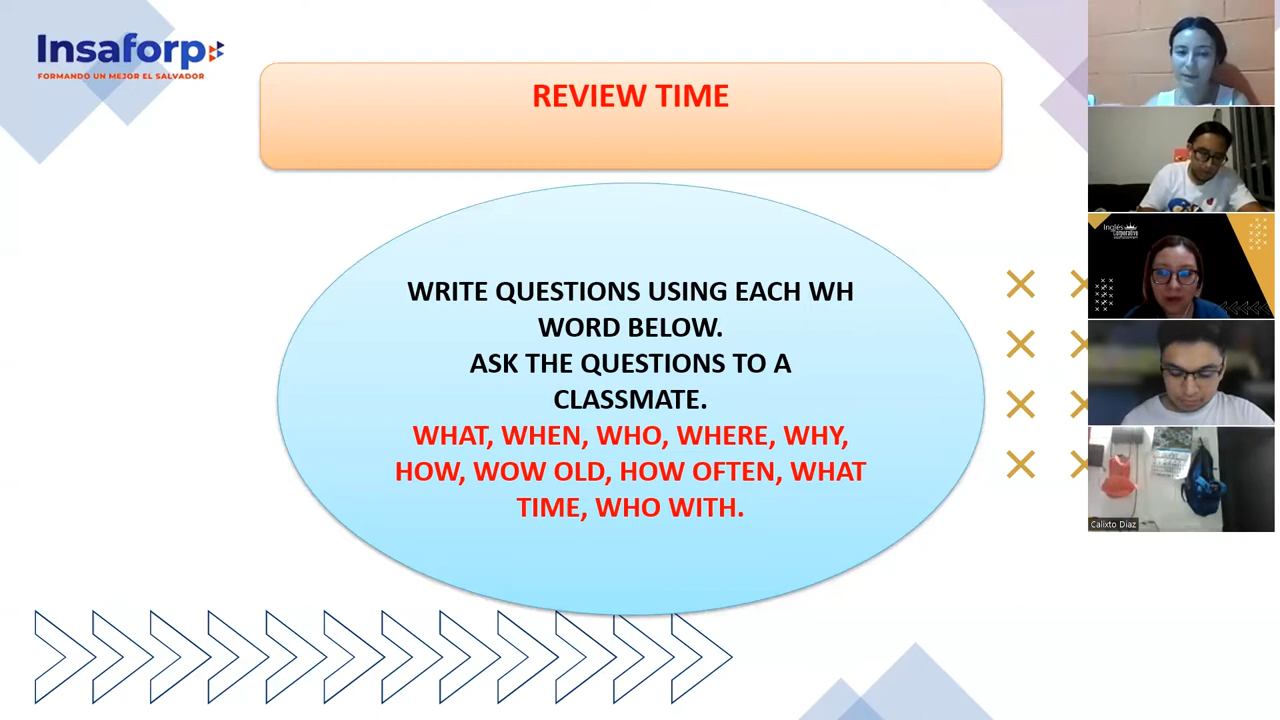 Insaforp
FORMANDO UN MEJOR EL SALVADOR
REVIEW TIME
WRITE QUESTIONS USING EACH WH
WORD BELOW.
ASK THE QUESTIONS TO A
CLASSMATE.
WHAT, WHEN, WHO, WHERE, WHY,
HOW, WOW OLD, HOW OFTEN, WHAT
TIME, WHO WITH.
Inglés
Corporativo
Calixto Diaz